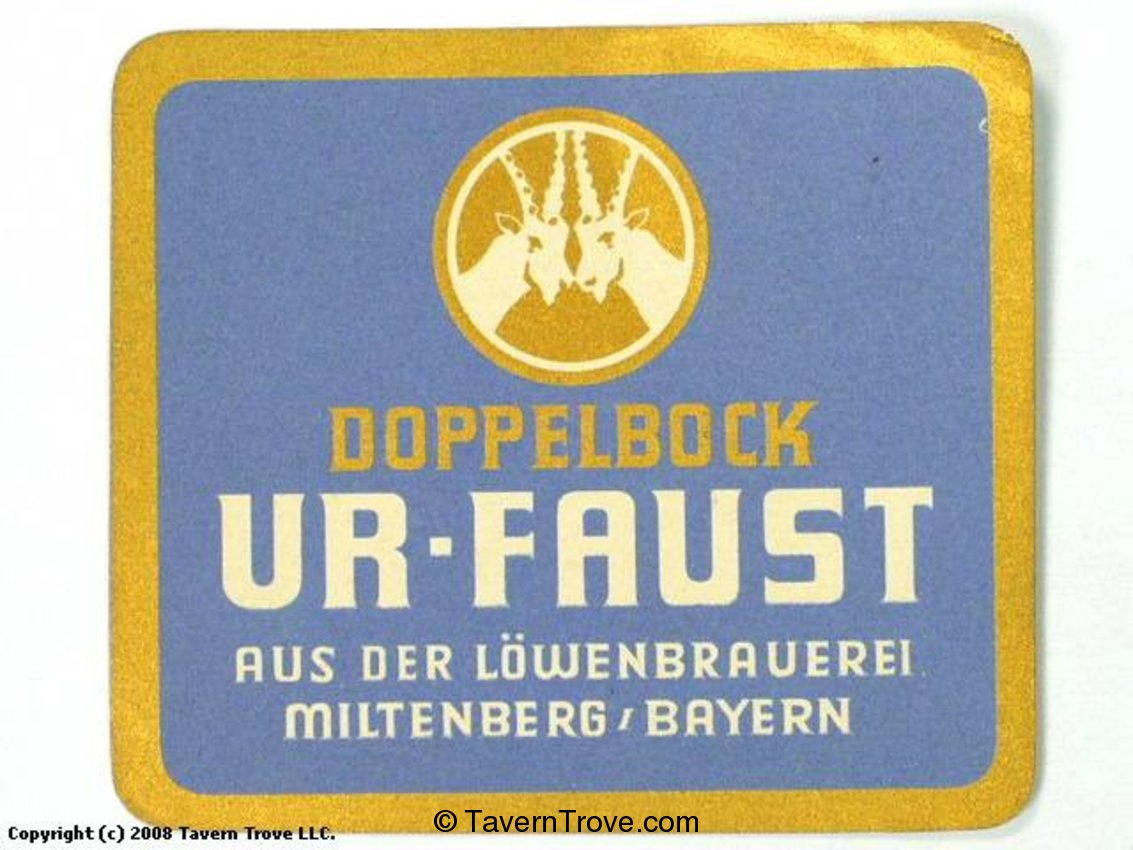 DOPPELBOCK
UR-FAUST
AUS DER LÖWENBRAUEREI
MILTENBERG / BAYERN
Copyright (c) 2008 Tavern Trove LLC.
© TavernTrove.com